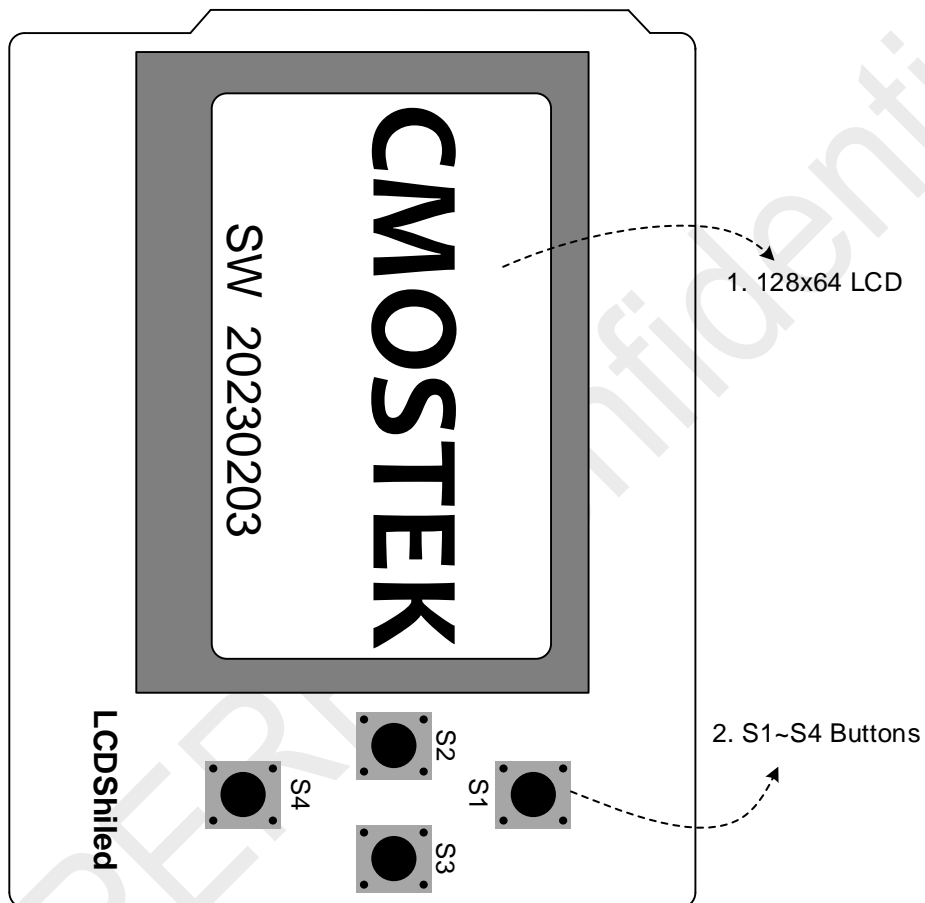 CMOSTEK
SW 20230203
1. 128x64 LCD
LCDShiled
S2
S4
S1
S3
2. S1~S4 Buttons